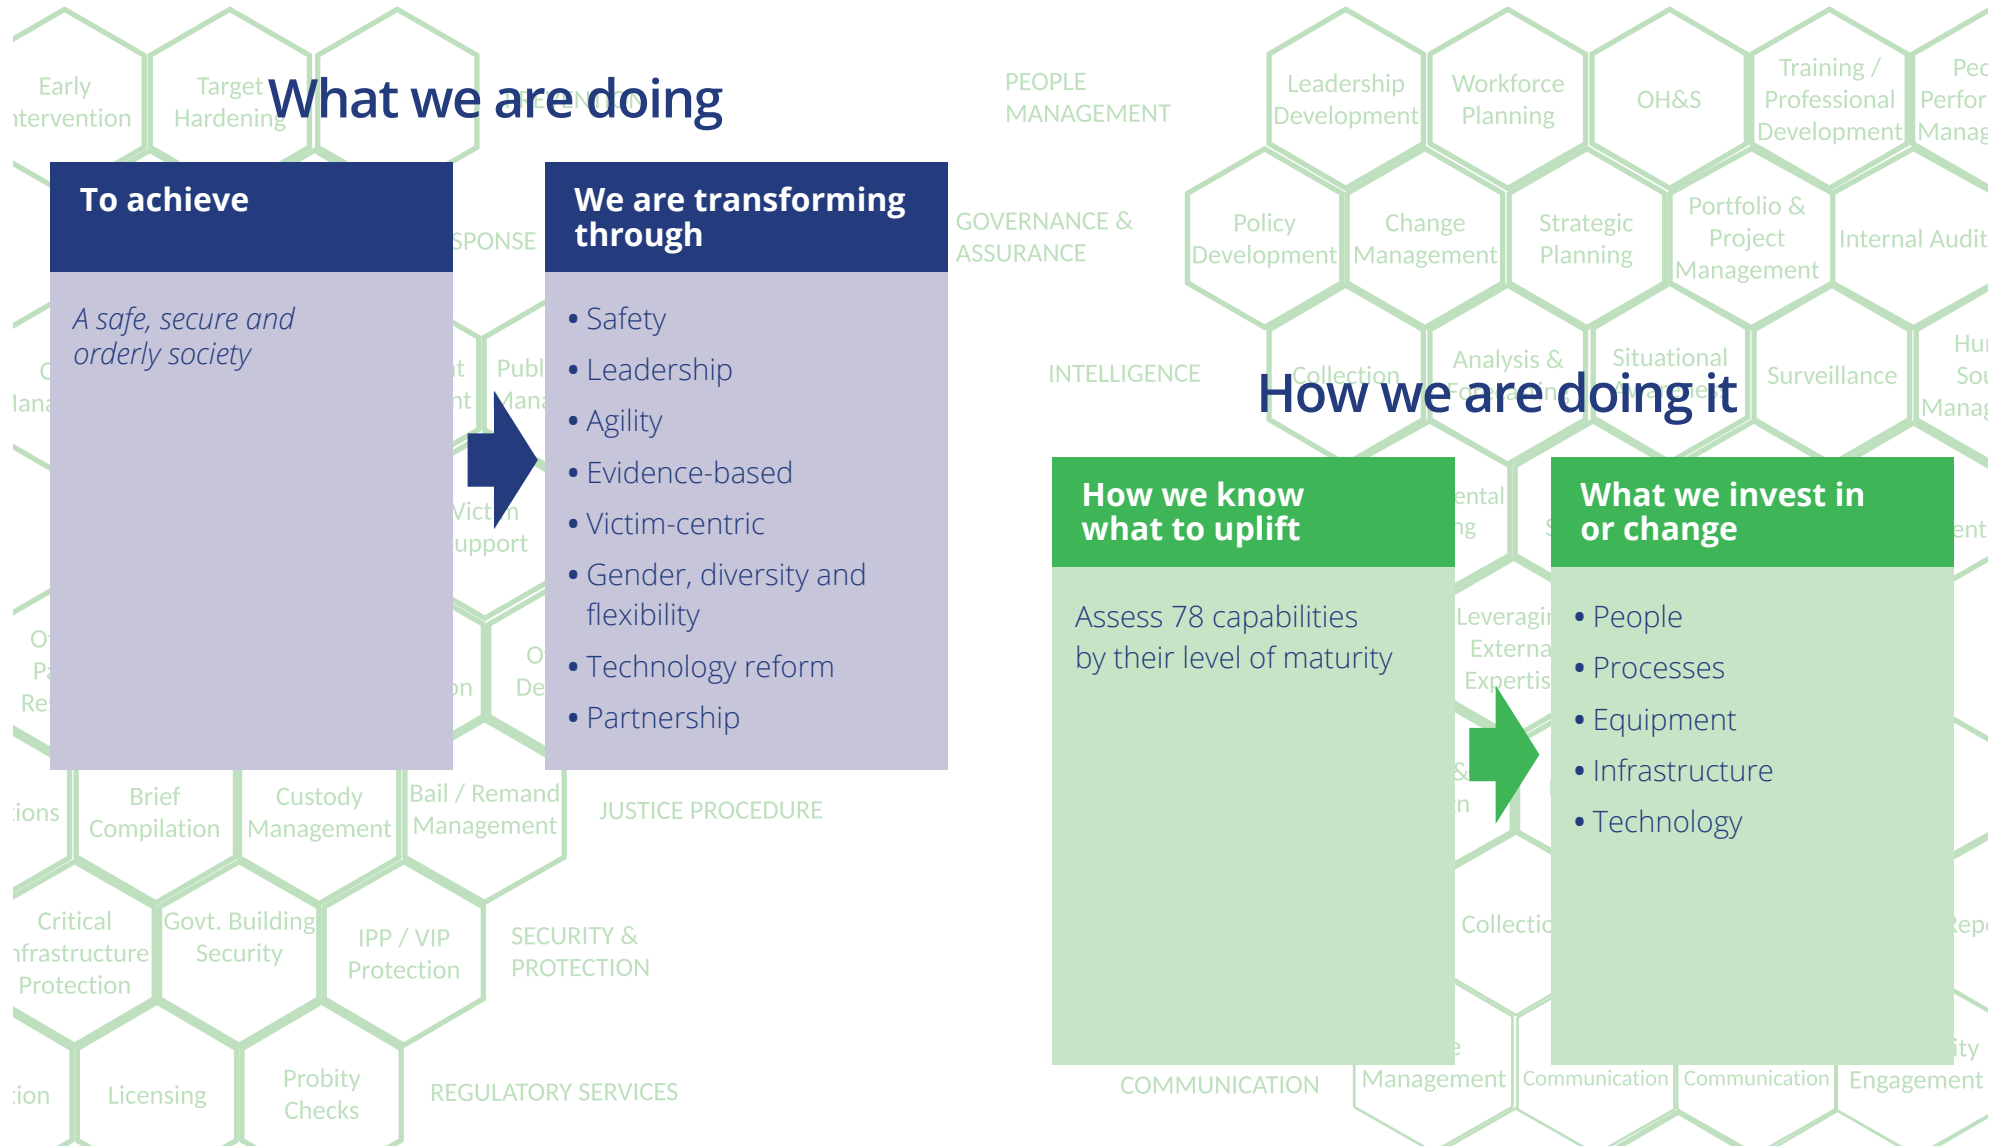 What we are doing
To achieve
A safe, secure and
orderly society
We are transforming
through
• Safety
• Leadership
• Agility
• Evidence-based
• Victim-centric
• Gender, diversity and
flexibility
• Technology reform
• Partnership
How we are doing it
How we know
what to uplift
Assess 78 capabilities
by their level of maturity
What we invest in
or change
• People
• Processes
• Equipment
• Infrastructure
• Technology
Early
Target
Hardening
PREVENTION
Brief
Compilation
Custody
Management
Bail / Remand
Management
JUSTICE PROCEDURE
Critical
Protection
Govt. Building
Security
IPP / VIP
Protection
SECURITY &
PROTECTION
Licensing
Probity
Checks
REGULATORY SERVICES
PEOPLE
MANAGEMENT
Leadership
Development
Workforce
Planning
OH&S
Training /
Professional
Development
GOVERNANCE &
ASSURANCE
Policy
Development
Change
Management
Strategic
Planning
Portfolio &
Project
Management
Internal Audit
INTELLIGENCE
Collection
Analysis &
Forecasting
Situational
Awareness
Surveillance
COMMUNICATION
Management
Communication
Communication
Engagement